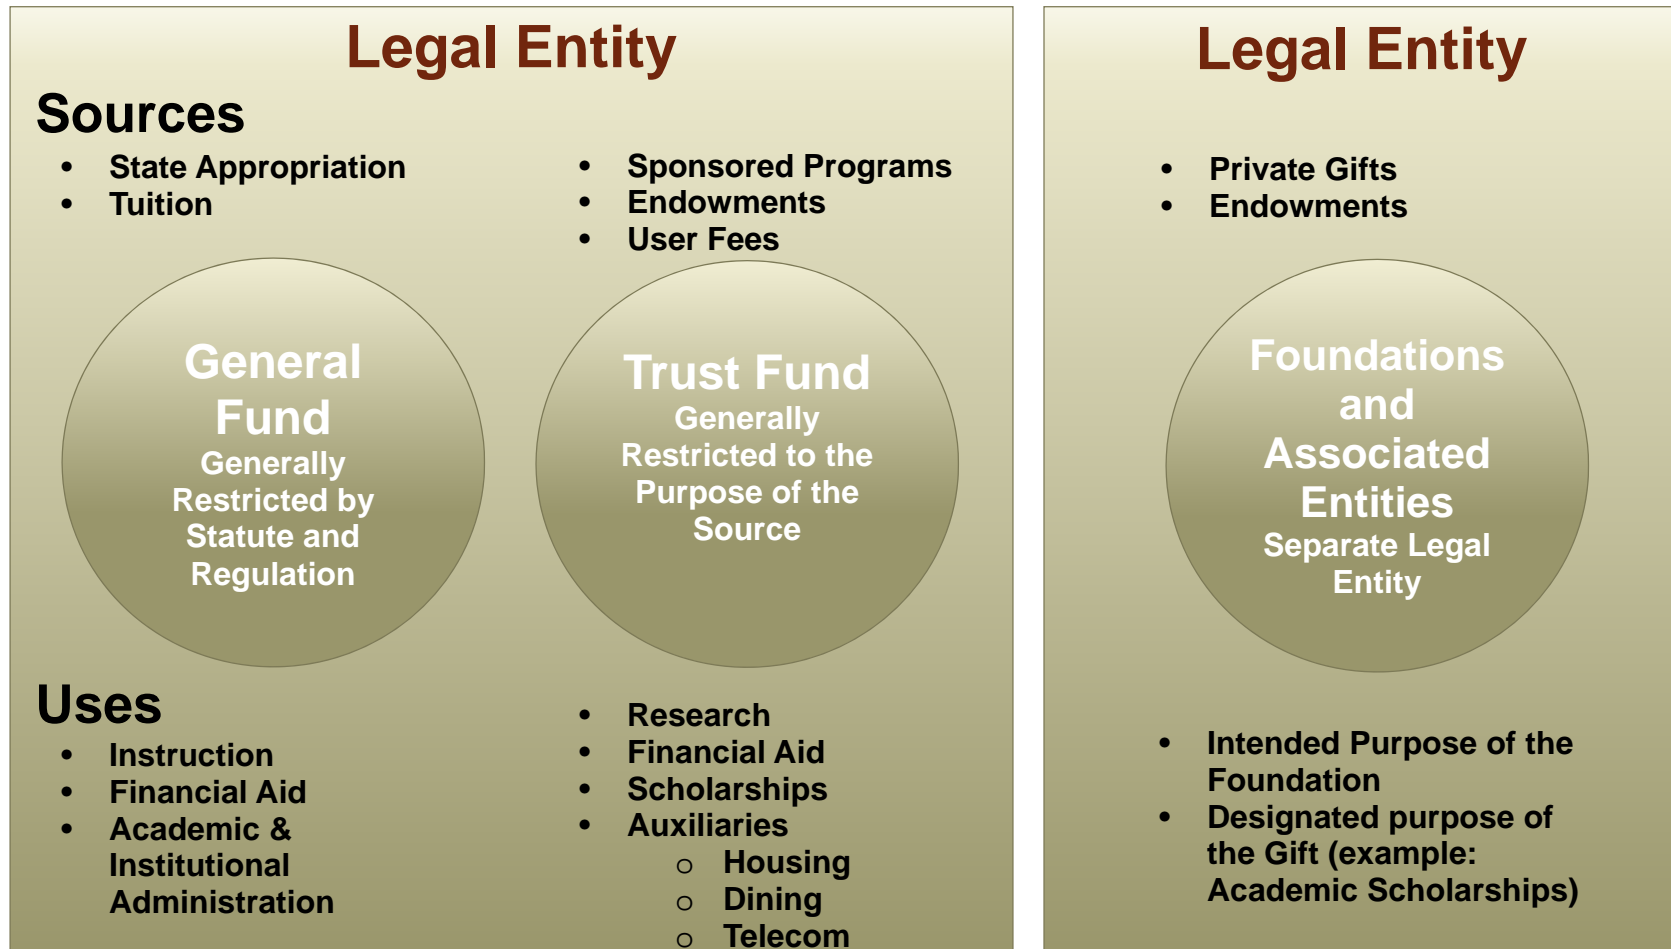 Legal Entity
Sources
• State Appropriation
• Tuition
• Sponsored Programs
• Endowments
• User Fees
General
Fund
Generally
Restricted by
Statute and
Regulation
Trust Fund
Generally
Restricted to the
Purpose of the
Source
Uses
• Instruction
• Financial Aid
• Academic &
Institutional
Administration
• Research
• Financial Aid
• Scholarships
• Auxiliaries
o Housing
o Dining
o Telecom
Legal Entity
• Private Gifts
• Endowments
Foundations
and
Associated
Entities
Separate Legal
Entity
• Intended Purpose of the
Foundation
• Designated purpose of
the Gift (example:
Academic Scholarships)